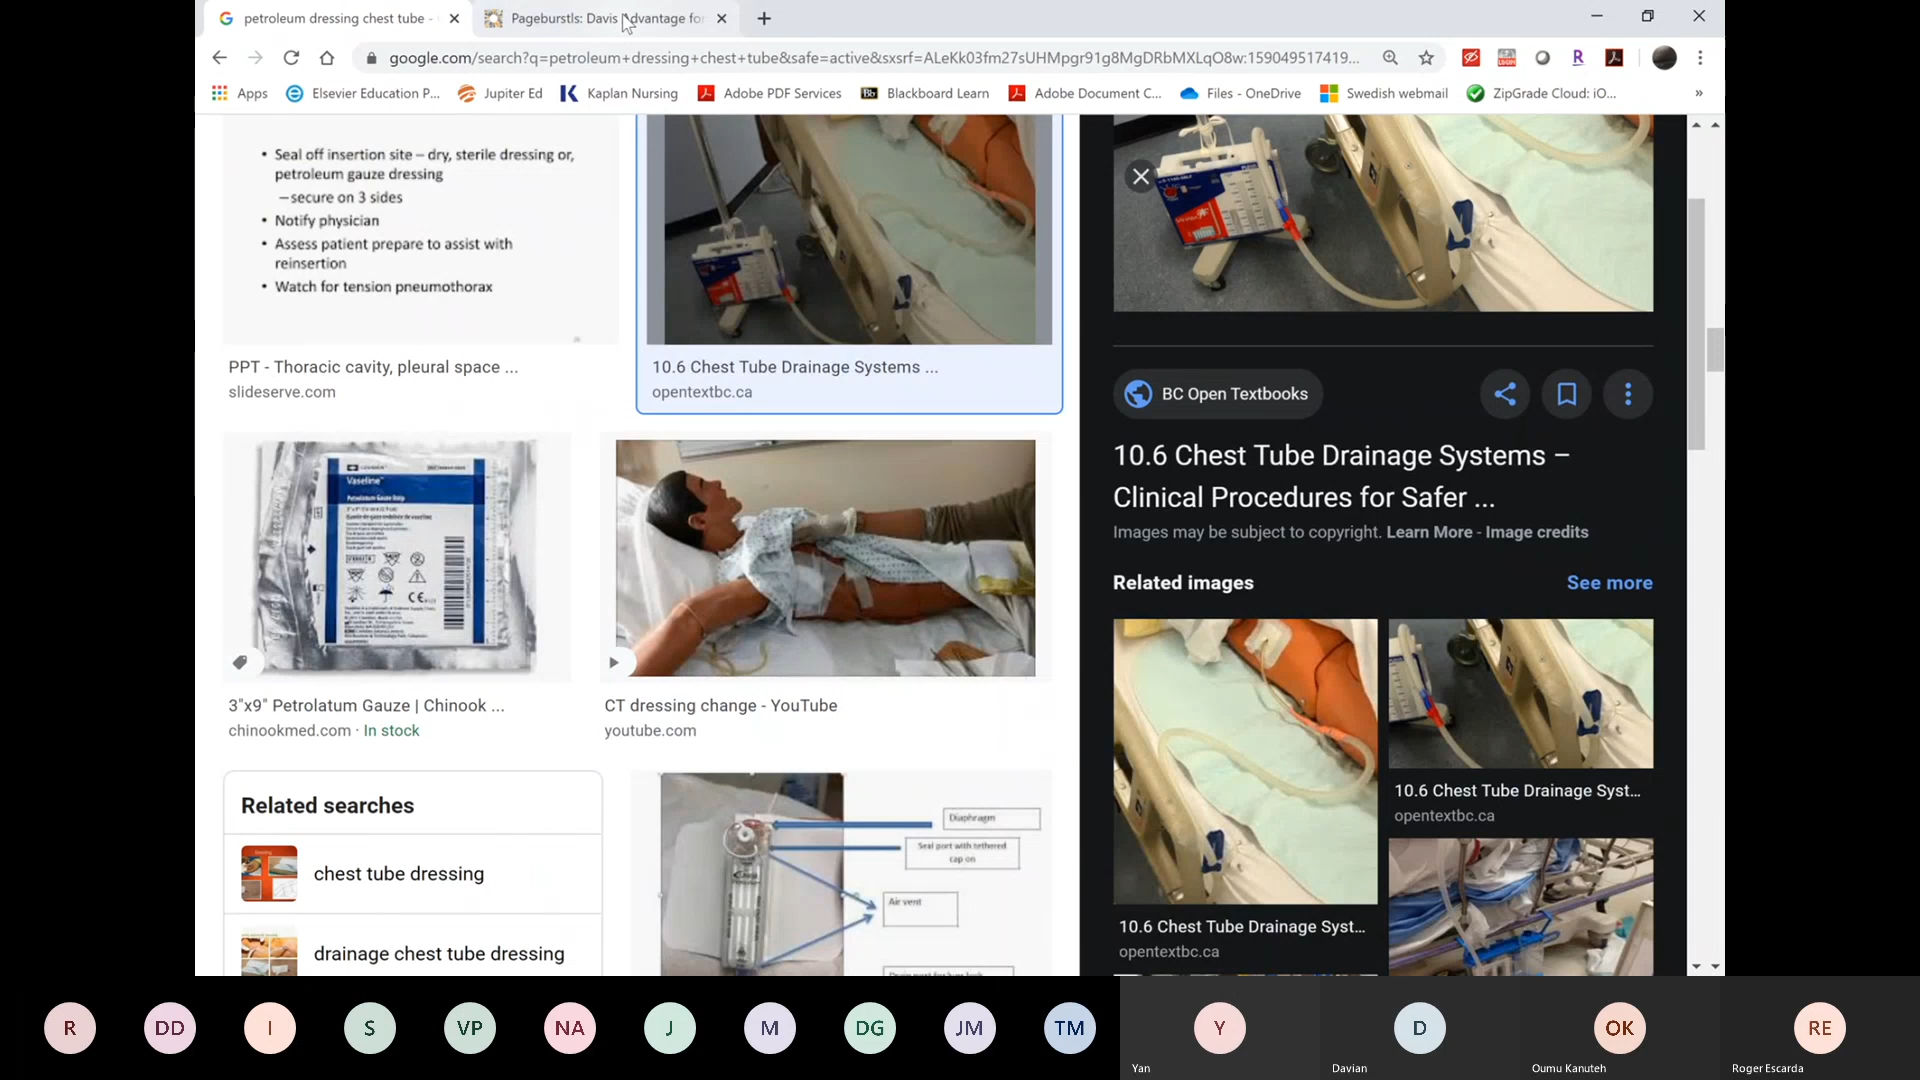 petroleum dressing chest tube -
Pageburstls: Davis Advantage for
google.com/search?q=petroleum+dressing+chest+tube&safe=active&sxsrf=ALeKk03fm27sUHMpgr91g8MgDRbMXLqO8w:159049517419...
Apps
Elsevier Education P...
Jupiter Ed
Kaplan Nursing
Adobe PDF Services
Bb
Blackboard Learn
Adobe Document C...
Files - OneDrive
Swedish webmail
ZipGrade Cloud: iO...
»
• Seal off insertion site – dry, sterile dressing or,
petroleum gauze dressing
– secure on 3 sides
• Notify physician
• Assess patient prepare to assist with
reinsertion
• Watch for tension pneumothorax
PPT - Thoracic cavity, pleural space ...
slideserve.com
10.6 Chest Tube Drainage Systems ...
opentextbc.ca
BC Open Textbooks
10.6 Chest Tube Drainage Systems –
Clinical Procedures for Safer ...
Images may be subject to copyright. Learn More - Image credits
Related images
See more
Vaseline
3"x9" Petrolatum Gauze | Chinook ...
chinookmed.com · In stock
CT dressing change - YouTube
youtube.com
10.6 Chest Tube Drainage Syst...
opentextbc.ca
10.6 Chest Tube Drainage Syst...
opentextbc.ca
Related searches
chest tube dressing
drainage chest tube dressing
Diaphragm
Seal port with tethered
cap on
Air vent
R
DD
I
S
VP
NA
J
M
DG
JM
TM
Y
D
OK
RE
Yan
Davian
Oumu Kanuteh
Roger Escarda